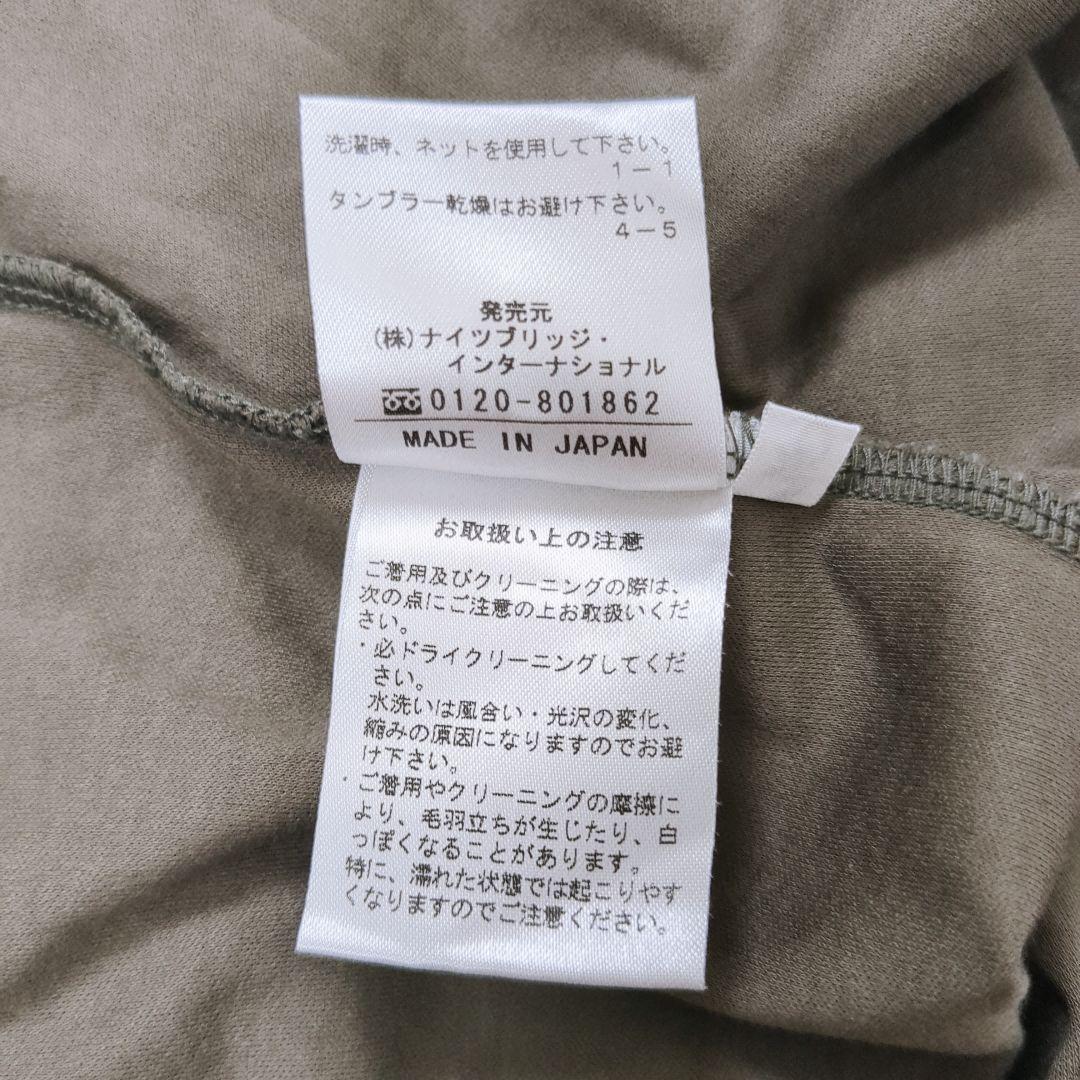 洗濯時、ネットを使用して下さい。
1-1
タンブラー乾燥はお避け下さい。
4-5
発売元
(株)ナイツブリッジ・
インターナショナル
0120-801862
MADE IN JAPAN
お取扱い上の注意
ご着用及びクリーニングの際は、
次の点にご注意の上お取扱いくだ
さい。
・必ドライクリーニングしてくだ
さい。
水洗いは風合い・光沢の変化、
縮みの原因になりますのでお避
け下さい。
・ご着用やクリーニングの摩擦に
より、毛羽立ちが生じたり、白
っぽくなることがあります。
特に、濡れた状態では起こりやす
くなりますのでご注意ください。